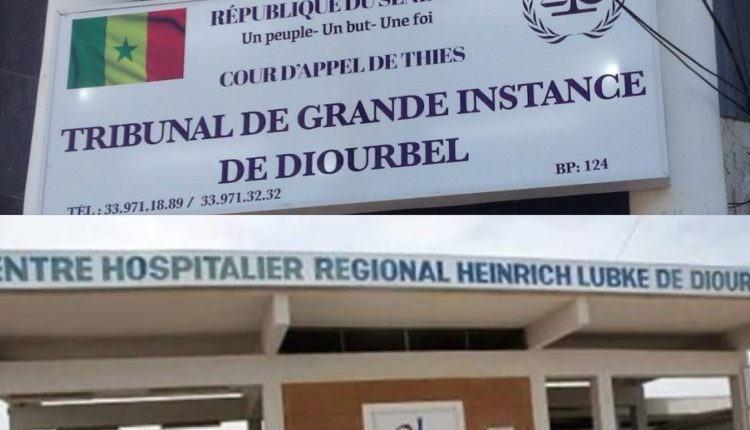 RÉPUBLIQUE DU
Un peuple- Un but- Une foi
COUR D'APPEL DE THIES
TRIBUNAL DE GRANDE INSTANCE
DE DIOURBEL
BP: 124
TÉL : 33.971.18.89 / 33.971.32.32
ENTRE HOSPITALIER REGIONAL HEINRICH LUBKE DE DIOUR